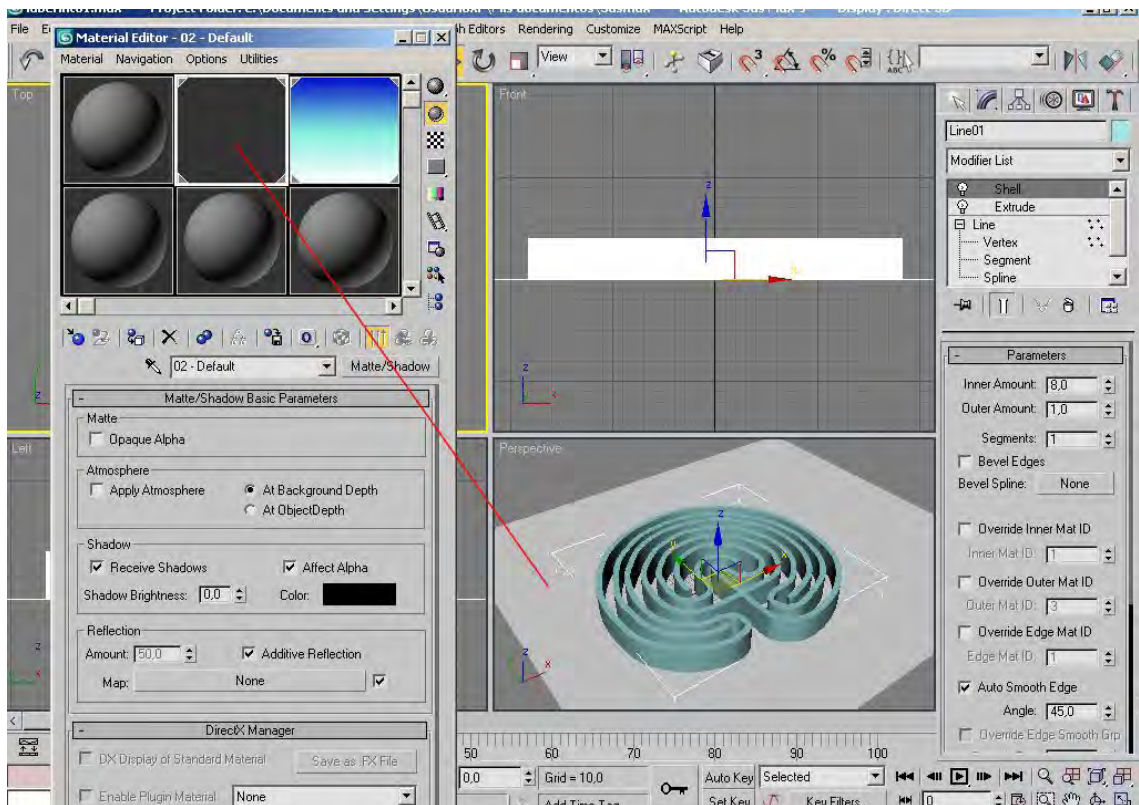 File
Material Editor - 02 - Default
Editors Rendering Customize MAXScript Help
Material Navigation Options Utilities
View
ABC
Top
Front
Line01
Modifier List
Shell
Extrude
Line
Vertex
Segment
Spline
02 - Default
Matte/Shadow
Matte/Shadow Basic Parameters
Matte
Opaque Alpha
Atmosphere
Apply Atmosphere
At Background Depth
At ObjectDepth
Shadow
Receive Shadows
Affect Alpha
Shadow Brightness: 0,0
Color:
Reflection
Amount: 50,0
Additive Reflection
Map: None
DirectX Manager
DX Display of Standard Material
Save as .FX File
Enable Plugin Material None
Left
Perspective
z
x
Parameters
Inner Amount: 8,0
Outer Amount: 1,0
Segments: 1
Bevel Edges
Bevel Spline: None
Override Inner Mat ID
Inner Mat ID: 1
Override Outer Mat ID
Outer Mat ID: 3
Override Edge Mat ID
Edge Mat ID: 1
Auto Smooth Edge
Angle: 45,0
Override Edge Smooth Grp
50 60 70 80 90 100
0,0
Grid = 10,0
Auto Key Selected
Add Time Tag
Set Key
Key Filters
0